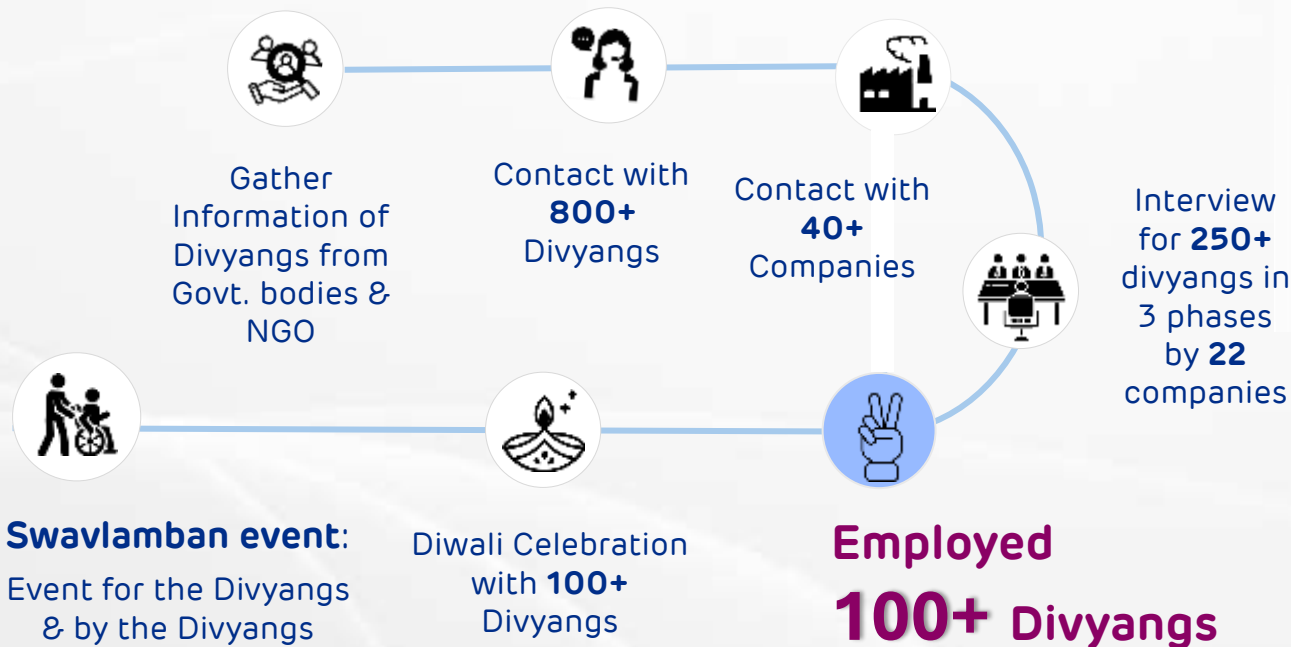 Gather
Information of
Divyangs from
Govt. bodies &
NGO
Contact with
800+
Divyangs
Contact with
40+
Companies
Interview
for 250+
divyangs in
3 phases
by 22
companies
Employed
100+ Divyangs
Diwali Celebration
with 100+
Divyangs
Swavlamban event:
Event for the Divyangs
& by the Divyangs